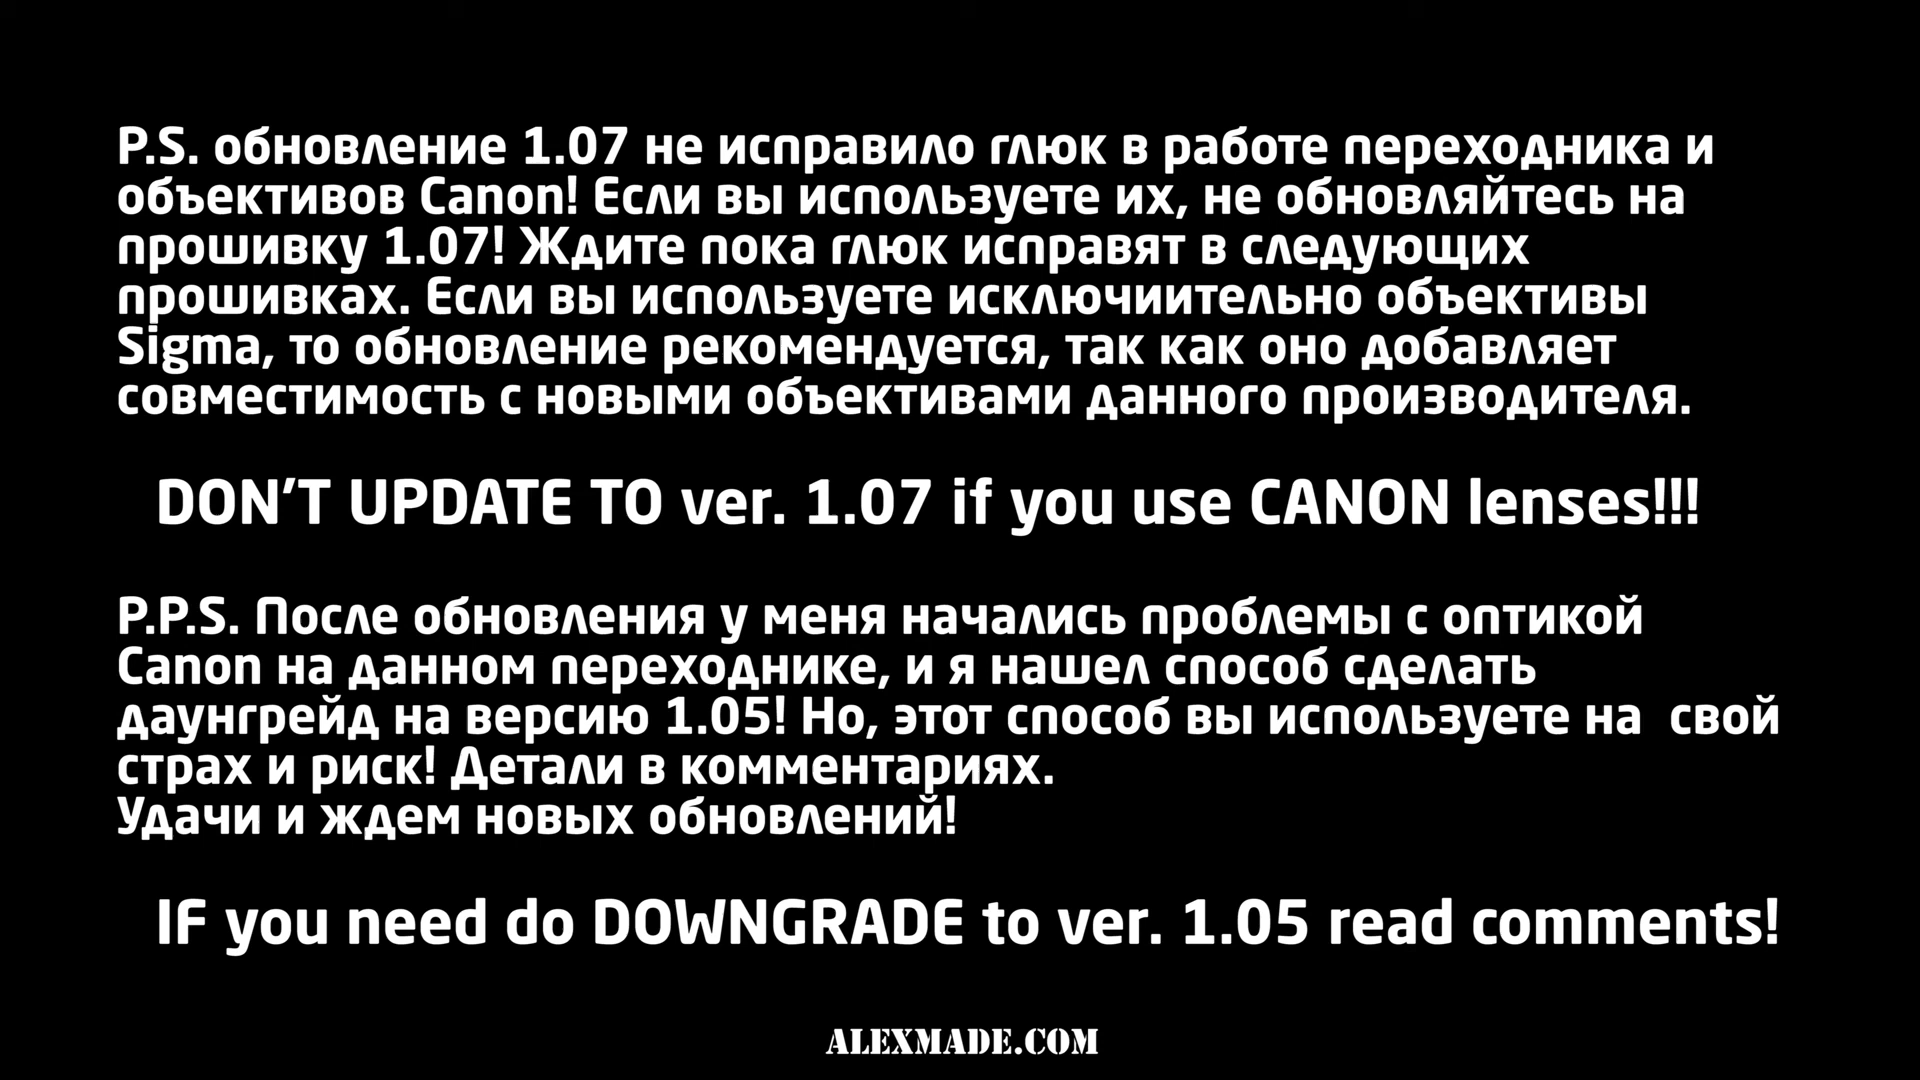 P.S. обновление 1.07 не исправило глюк в работе переходника и
объективов Canon! Если вы используете их, не обновляйтесь на
прошивку 1.07! Ждите пока глюк исправят в следующих
прошивках. Если вы используете исключиительно объективы
Sigma, то обновление рекомендуется, так как оно добавляет
совместимость с новыми объективами данного производителя.
DON'T UPDATE TO ver. 1.07 if you use CANON lenses!!!
P.P.S. После обновления у меня начались проблемы с оптикой
Canon на данном переходнике, и я нашел способ сделать
даунгрейд на версию 1.05! Но, этот способ вы используете на  свой
страх и риск! Детали в комментариях.
Удачи и ждем новых обновлений!
IF you need do DOWNGRADE to ver. 1.05 read comments!
ALEXMADE.COM